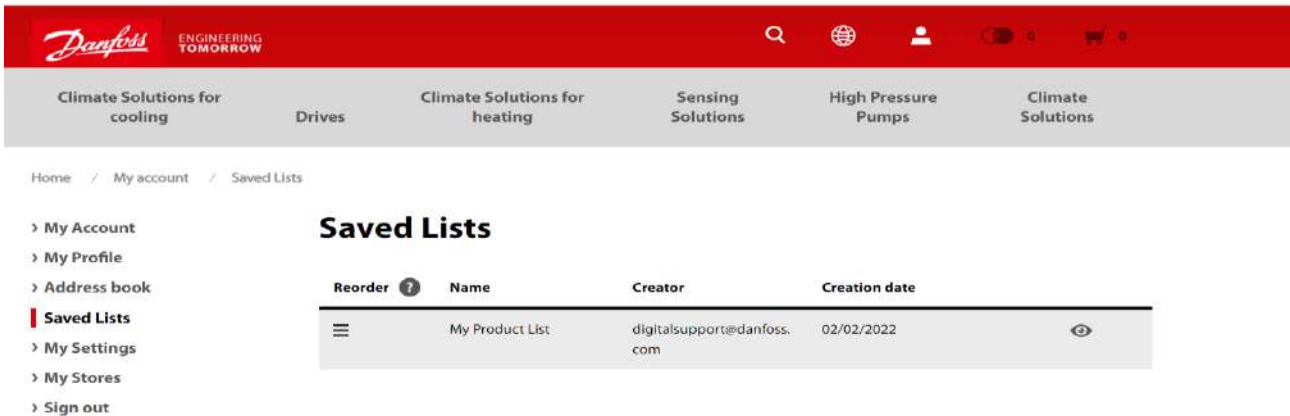 Danfoss
ENGINEERING
TOMORROW
0
0
Climate Solutions for
cooling
Drives
Climate Solutions for
heating
Sensing
Solutions
High Pressure
Pumps
Climate
Solutions
Home / My account / Saved Lists
› My Account
› My Profile
› Address book
Saved Lists
› My Settings
› My Stores
› Sign out
Saved Lists
Reorder ? Name Creator Creation date
My Product List digitalsupport@danfoss. 02/02/2022
com